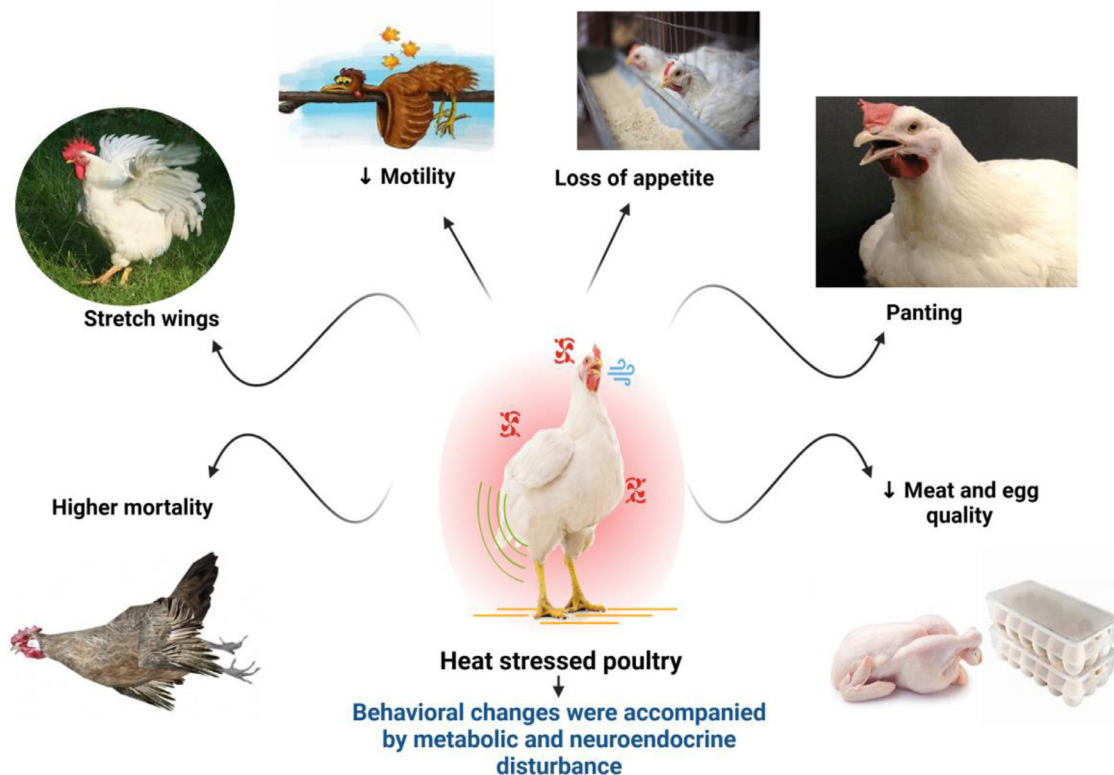 ↓ Motility
Loss of appetite
Stretch wings
Panting
Higher mortality
↓ Meat and egg
quality
Heat stressed poultry
Behavioral changes were accompanied
by metabolic and neuroendocrine
disturbance